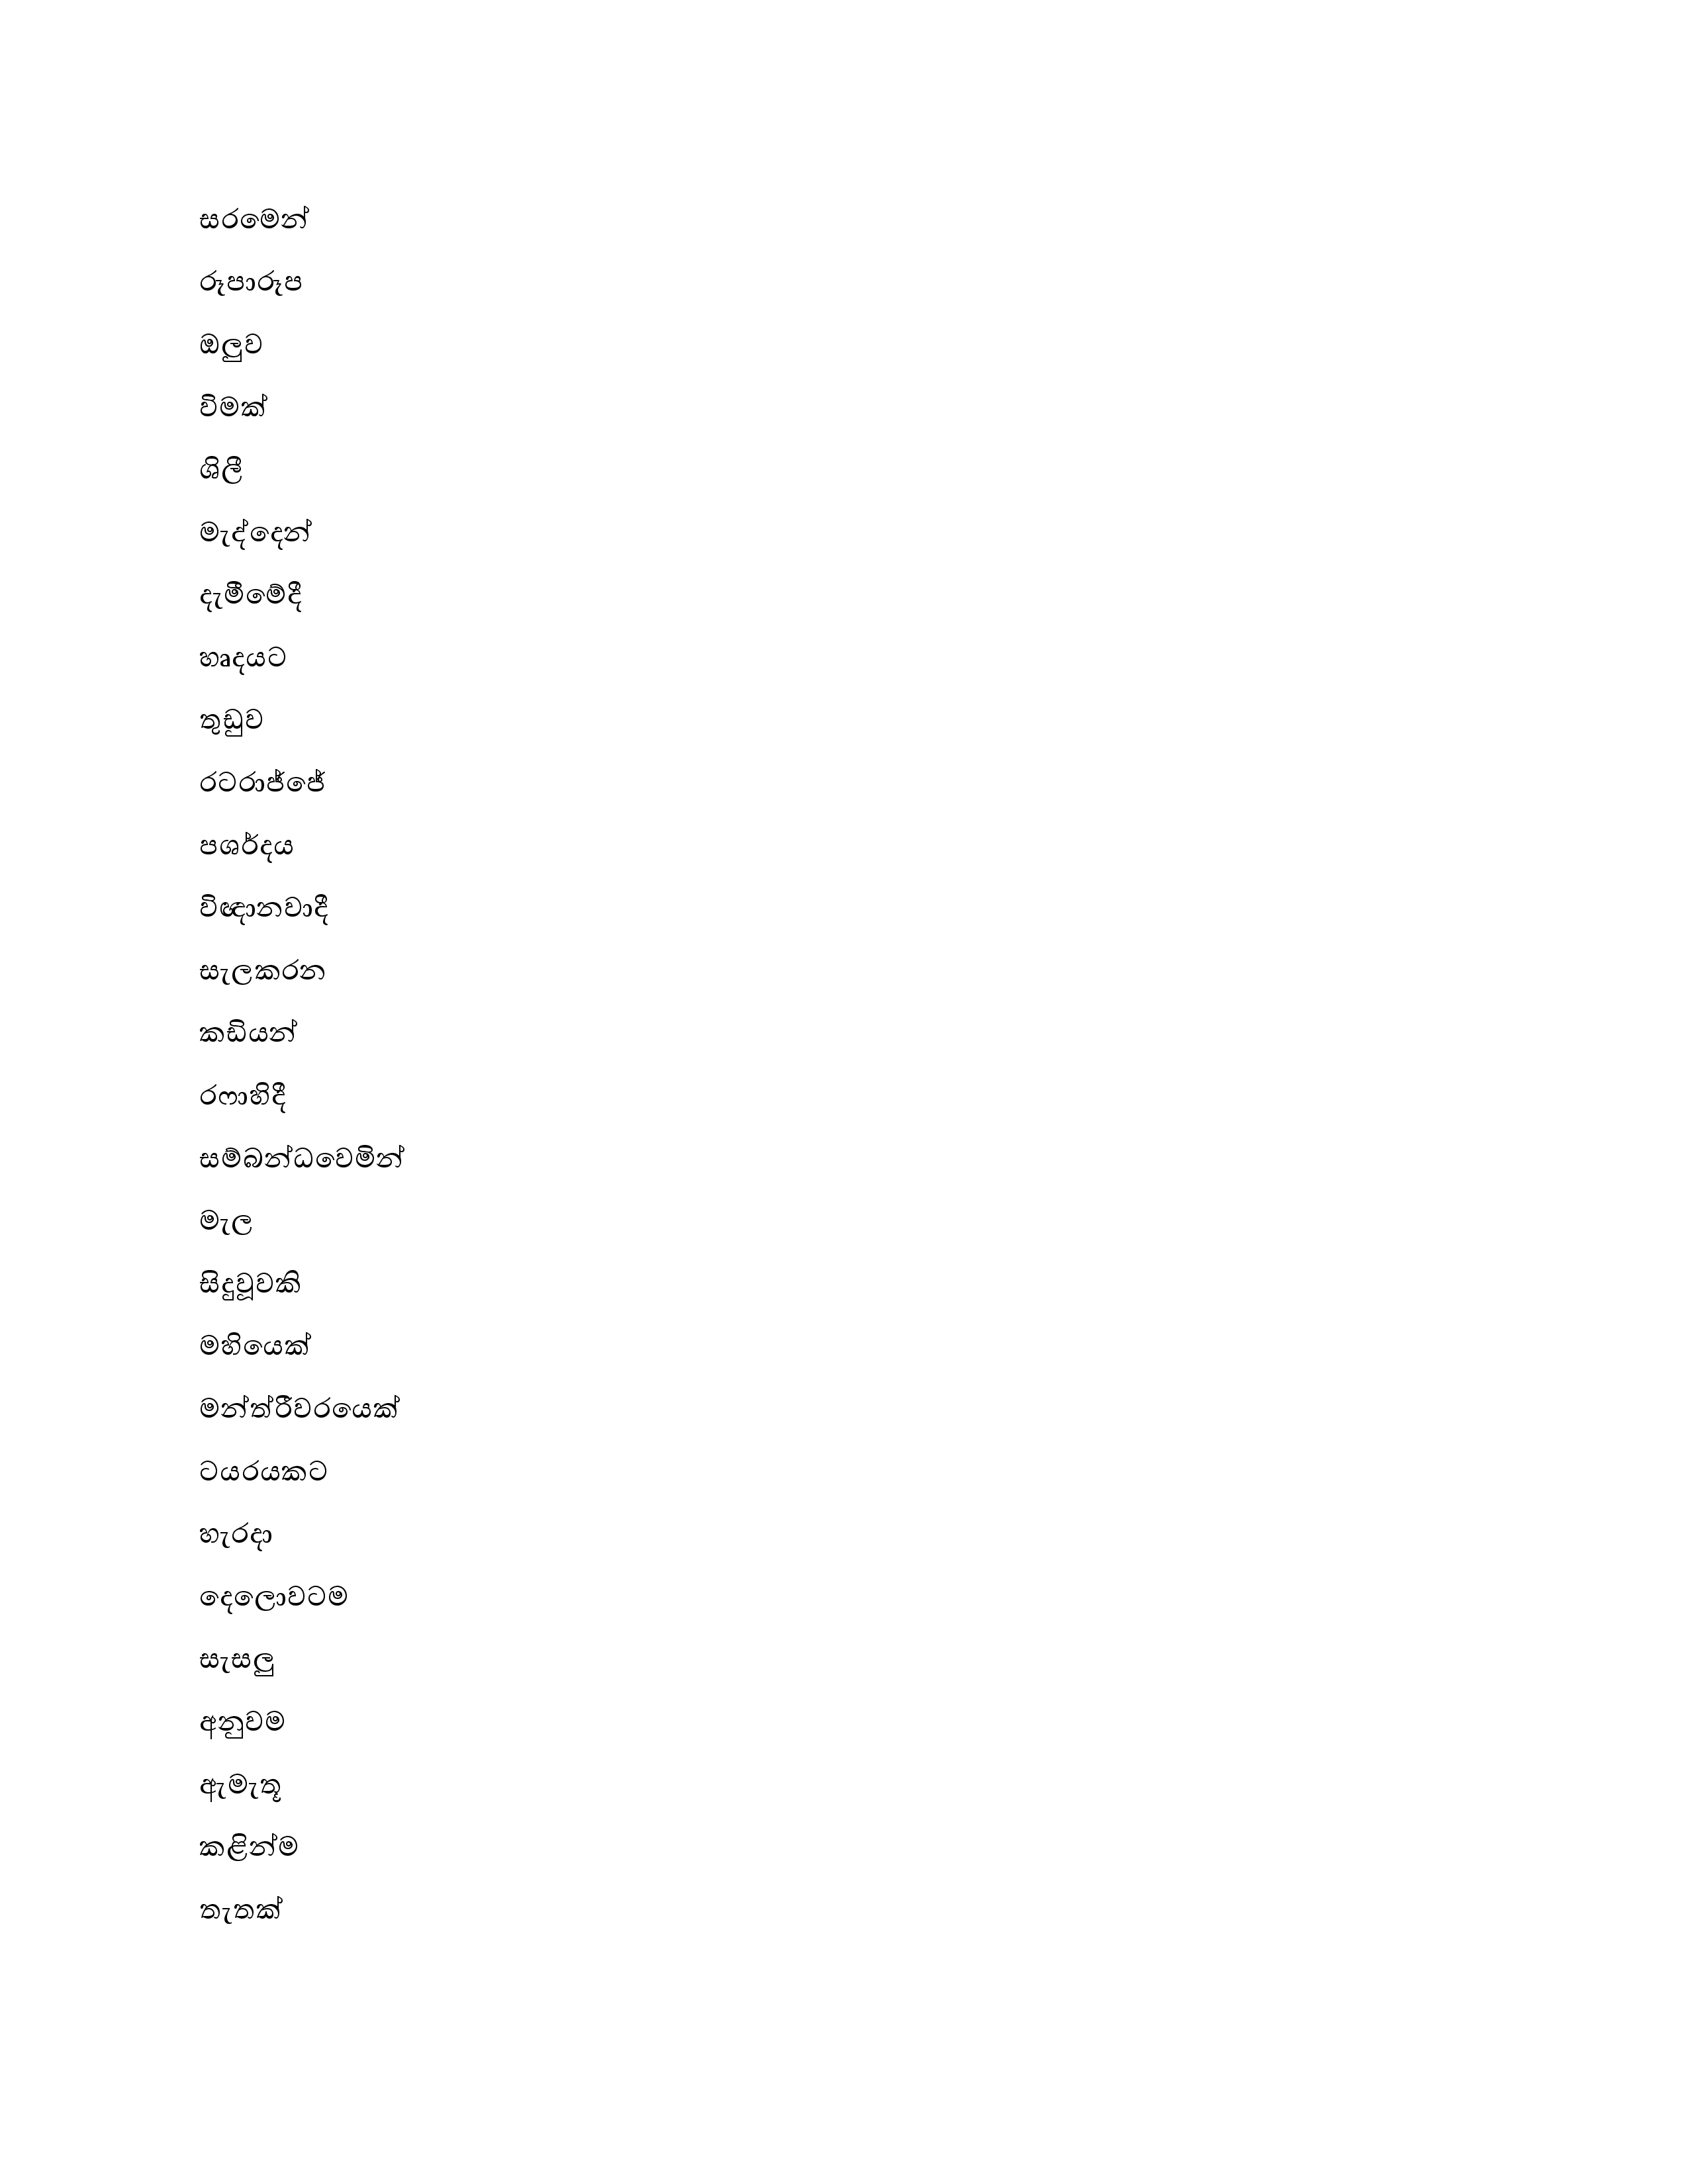 සරමෙන්
රූපාරූප
ඔලුව
විමක්
ශිලී
මැද්දෙන්
දැමීමේදී
හෘදයට
තුඩුව
රටරාජ්ජේ
පශර්දය
විඥානවාදී
සැලකරන
කඩියන්
රෆාහිදී
සම්බන්ධවෙමින්
මැල
සිදුවූවකි
මහියෙක්
මන්ත්රීවරයෙක්
ටයරයකට
හැරදා
දෙලොවටම
සැසලු
අනුවම
ඇමැතූ
කළින්ම
තැතක්